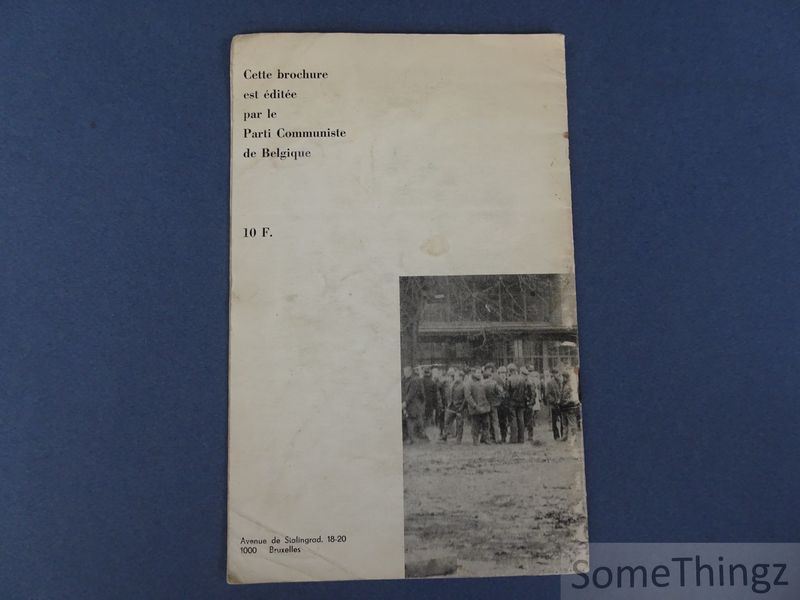 Cette brochure
est éditée
par le
Parti Communiste
de Belgique
10 F.
Avenue de Stalingrad, 18-20
1000 Bruxelles
SomeThingz